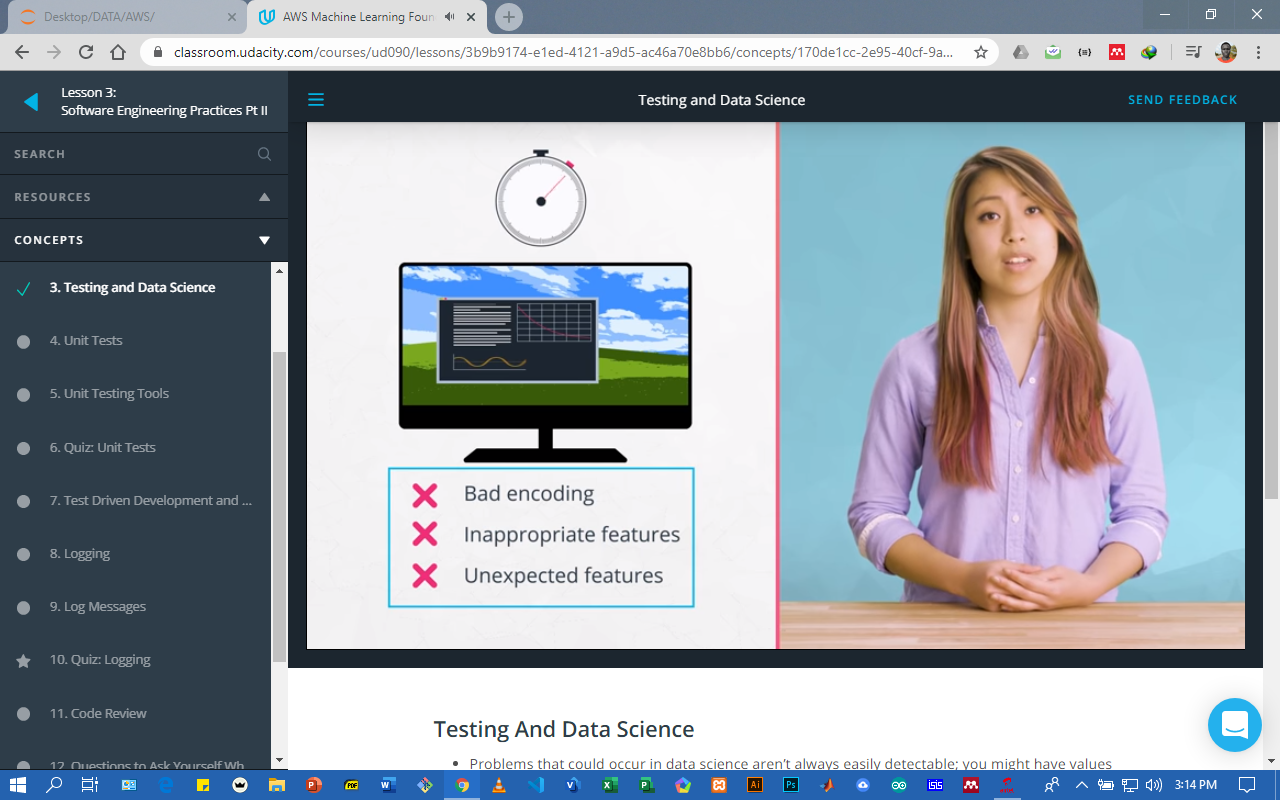 Desktop/DATA/AWS/
AWS Machine Learning Foun
classroom.udacity.com/courses/ud090/lessons/3b9b9174-e1ed-4121-a9d5-ac46a70e8bb6/concepts/170de1cc-2e95-40cf-9a...
Lesson 3:
Software Engineering Practices Pt II
Testing and Data Science
SEND FEEDBACK
SEARCH
RESOURCES
CONCEPTS
3. Testing and Data Science
4. Unit Tests
5. Unit Testing Tools
6. Quiz: Unit Tests
7. Test Driven Development and ...
8. Logging
9. Log Messages
10. Quiz: Logging
11. Code Review
12. Questions to Ask Yourself Wh
Bad encoding
Inappropriate features
Unexpected features
Testing And Data Science
• Problems that could occur in data science aren't always easily detectable; you might have values
3:14 PM